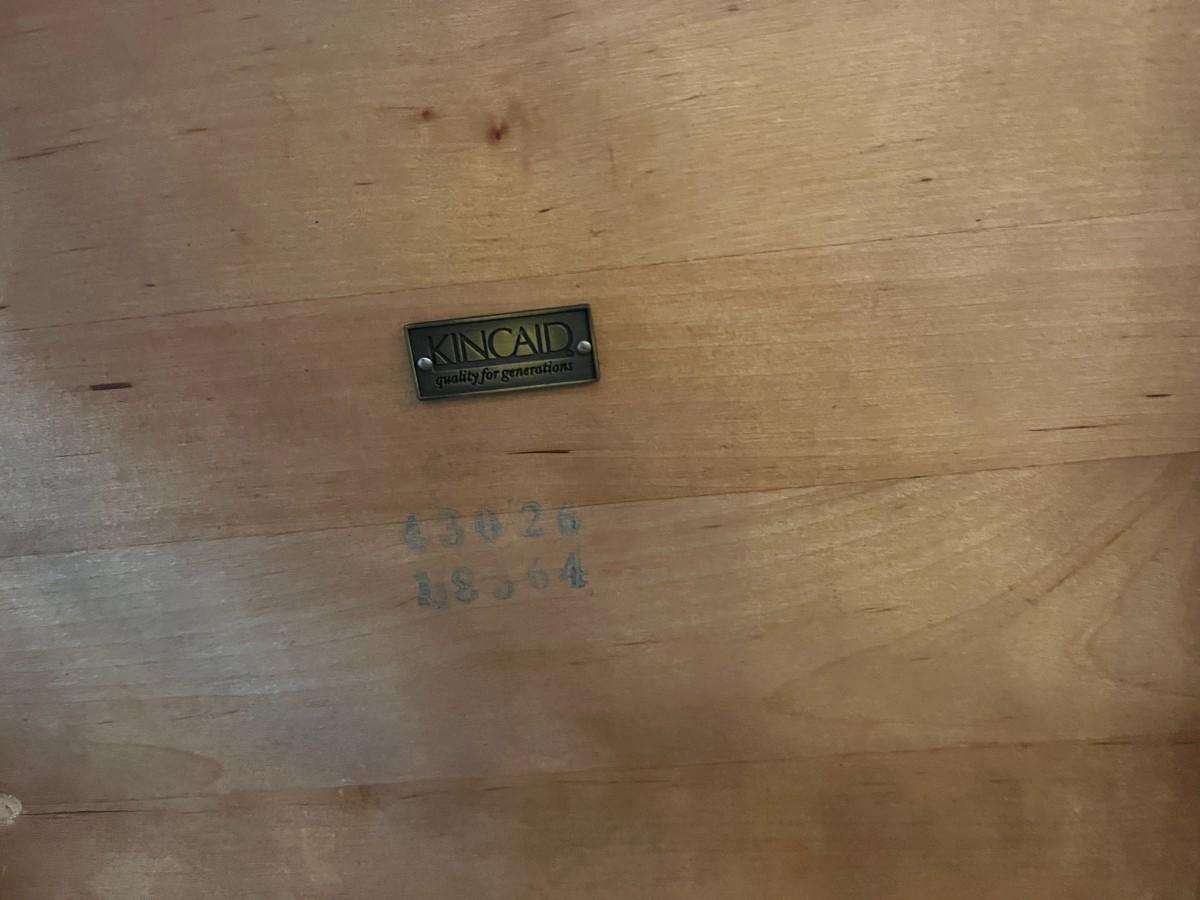 KINCAID
quality for generations
43026